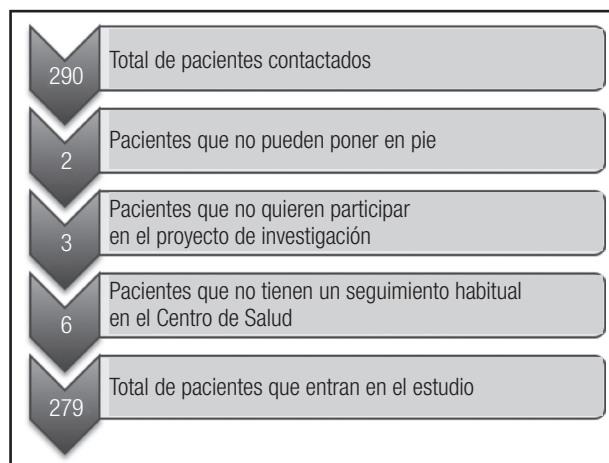 290
Total de pacientes contactados
2
Pacientes que no pueden poner en pie
3
Pacientes que no quieren participar
en el proyecto de investigación
6
Pacientes que no tienen un seguimiento habitual
en el Centro de Salud
279
Total de pacientes que entran en el estudio